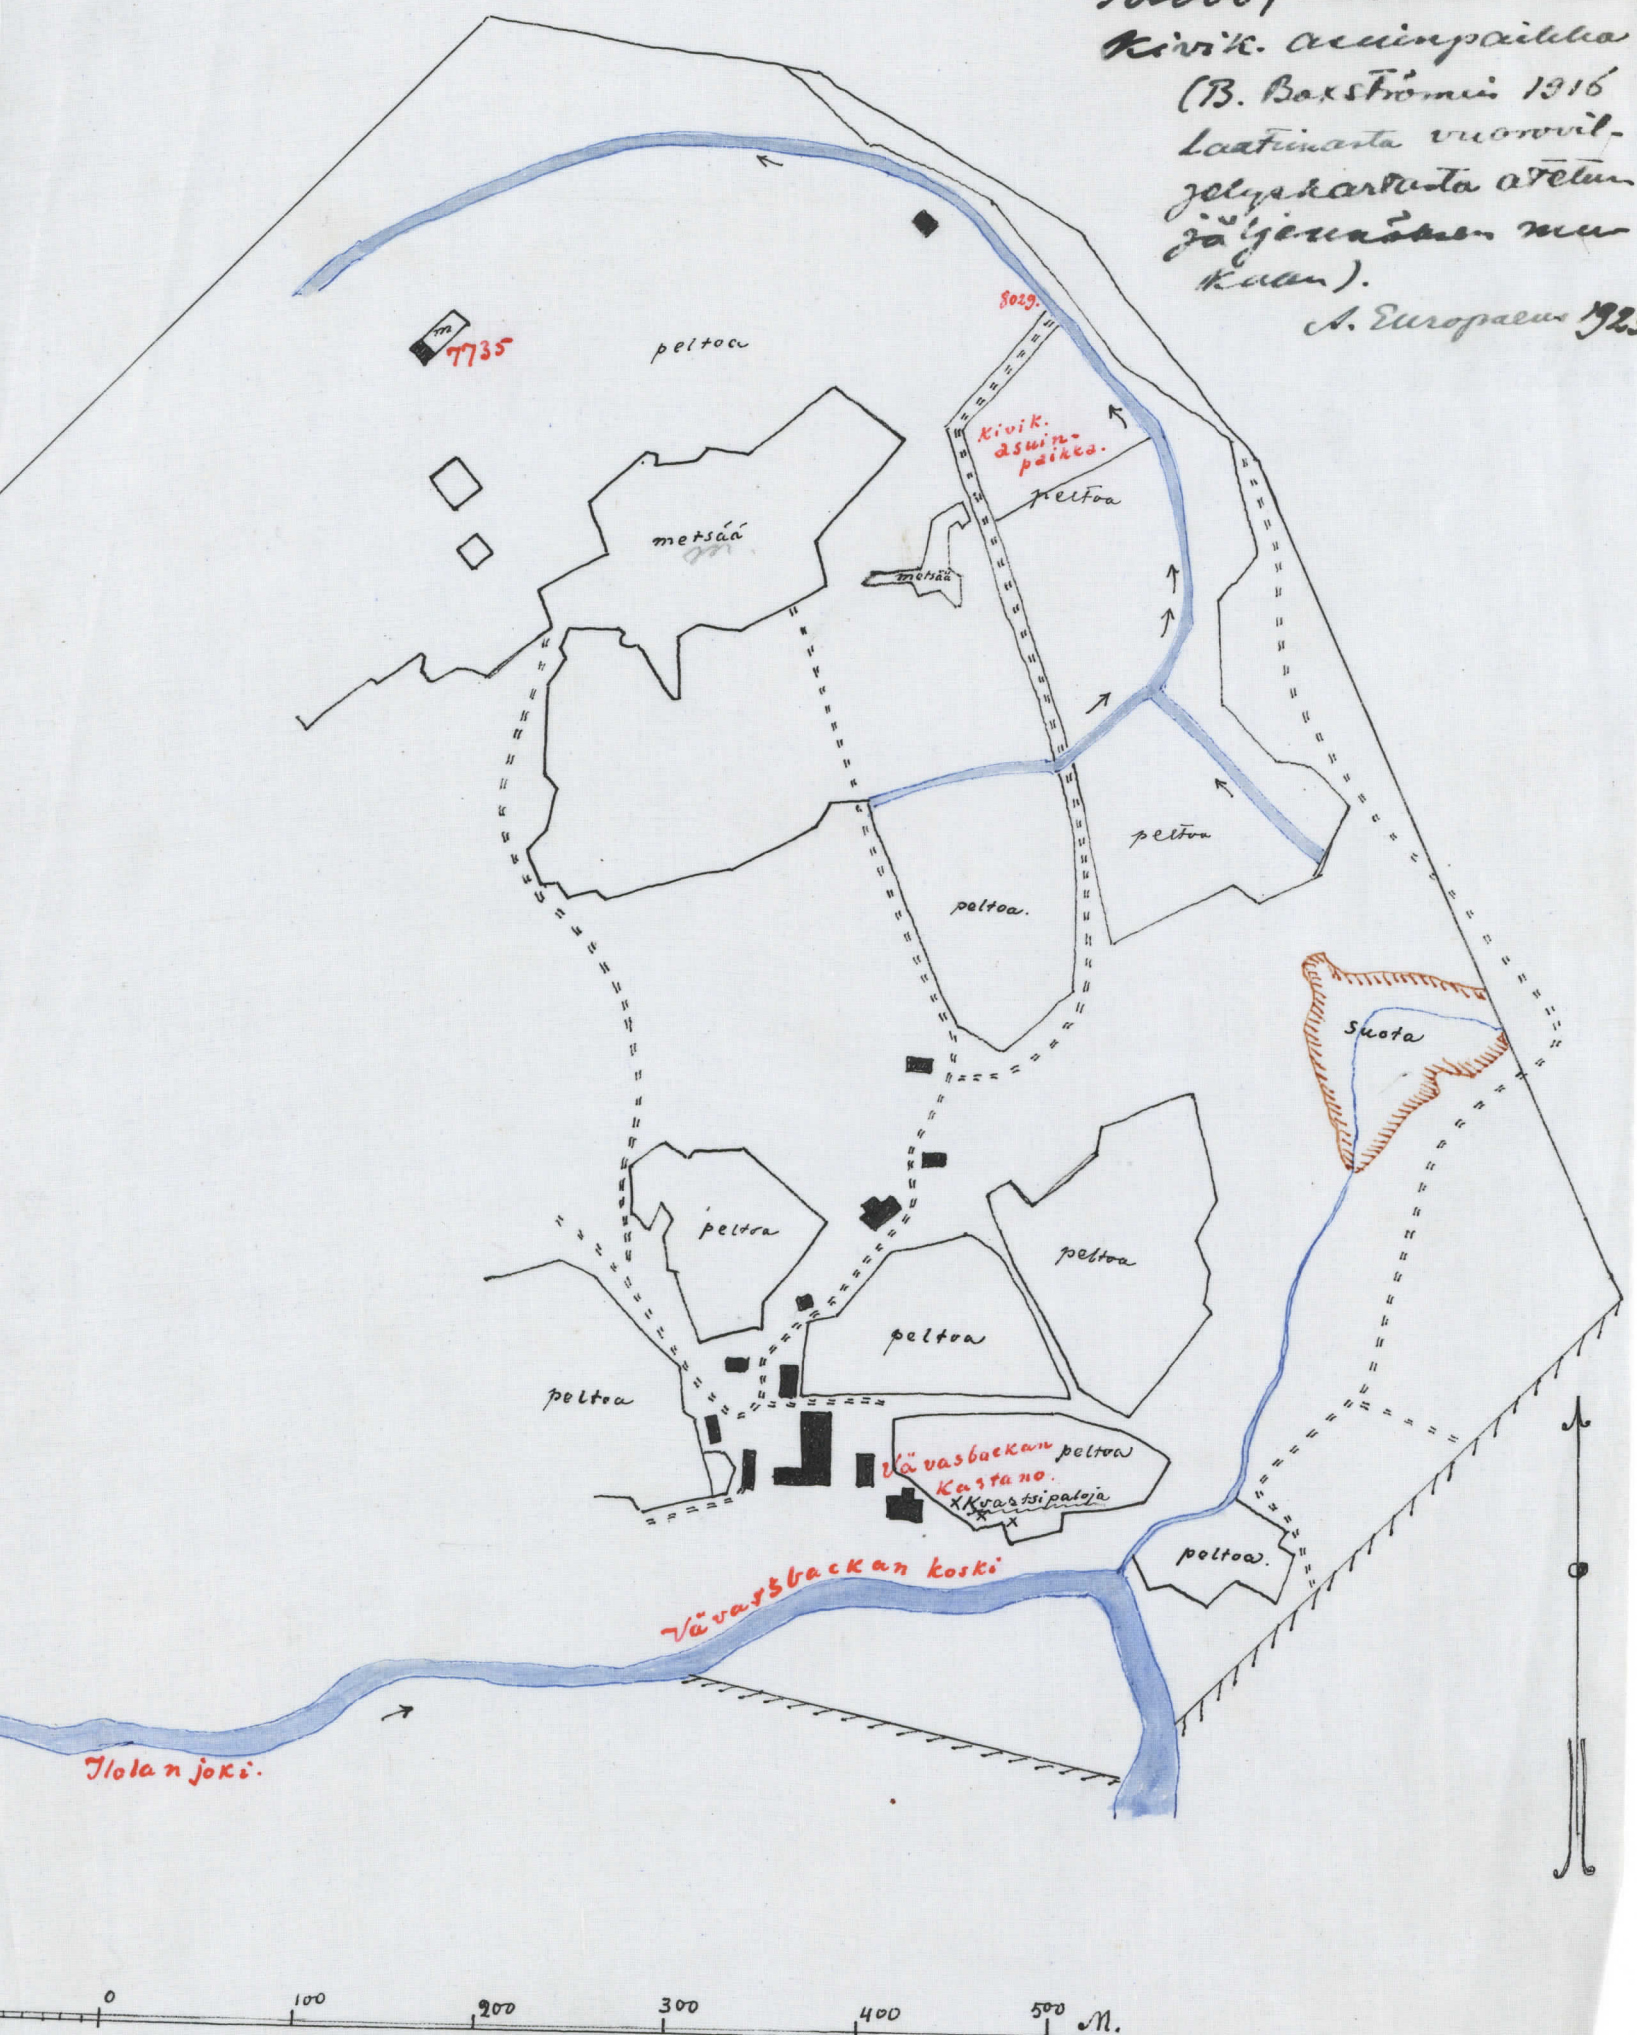 Kivik. asuinpaikka
(B. Boxströmin 1916
laatimasta vuorovil-
jelyskartasta otetun
jäljennöksen mu-
kaan).
A. Europaeus 192
8029.
m
7735
peltoa
Kivik.
asuin-
paikka.
peltoa
metsää
m.
metsää
peltoa
peltoa.
suota
peltoa
peltoa
peltoa
peltoa
Vävarsbackan peltoa
Kartano.
x Kvartsipaloja
x x
peltoa.
Vävarsbackan koski
Ilolan joki.
0 100 200 300 400 500 M.